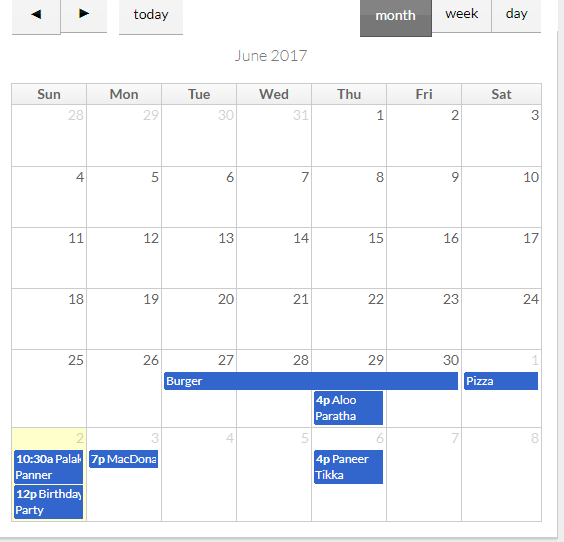 ◄ ► today month week day
June 2017
Sun Mon Tue Wed Thu Fri Sat
28 29 30 31 1 2 3
4 5 6 7 8 9 10
11 12 13 14 15 16 17
18 19 20 21 22 23 24
25 26 27 28 29 30 1
Burger Pizza
4p Aloo
Paratha
2 3 4 5 6 7 8
10:30a Palak 7p MacDona 4p Paneer
Panner Tikka
12p Birthday
Party